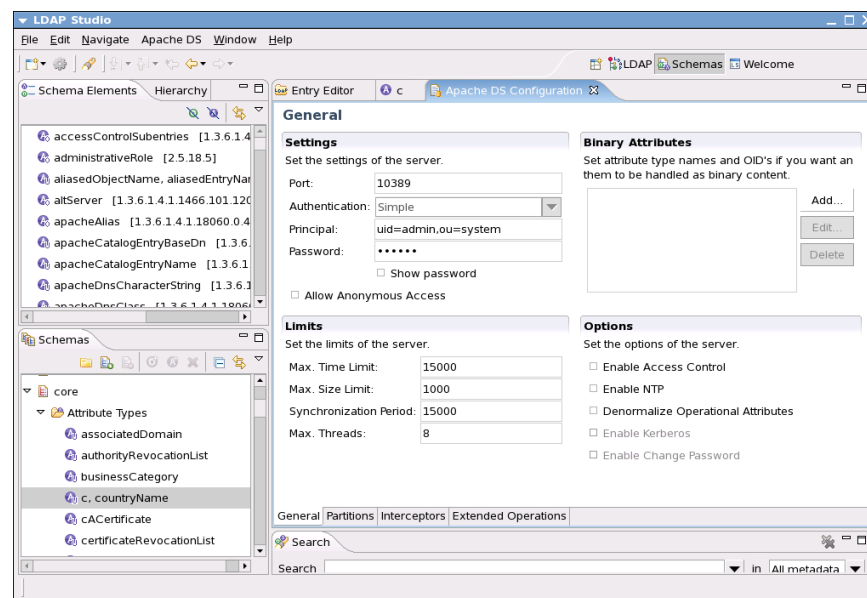 LDAP Studio
File Edit Navigate Apache DS Window Help
LDAP Schemas Welcome
Schema Elements Hierarchy
accessControlSubentries [1.3.6.1.4
administrativeRole [2.5.18.5]
aliasedObjectName, aliasedEntryNar
altServer [1.3.6.1.4.1.1466.101.120
apacheAlias [1.3.6.1.4.1.18060.0.4
apacheCatalogEntryBaseDn [1.3.6.
apacheCatalogEntryName [1.3.6.1
apacheDnsCharacterString [1.3.6.1
apacheDnsClass [1.3.6.1.4.1.1806
Schemas
core
Attribute Types
associatedDomain
authorityRevocationList
businessCategory
c, countryName
cACertificate
certificateRevocationList
Entry Editor c Apache DS Configuration
General
Settings
Set the settings of the server.
Port: 10389
Authentication: Simple
Principal: uid=admin,ou=system
Password: ••••••
Show password
Allow Anonymous Access
Binary Attributes
Set attribute type names and OID's if you want an
them to be handled as binary content.
Add...
Edit...
Delete
Limits
Set the limits of the server.
Max. Time Limit: 15000
Max. Size Limit: 1000
Synchronization Period: 15000
Max. Threads: 8
Options
Set the options of the server.
Enable Access Control
Enable NTP
Denormalize Operational Attributes
Enable Kerberos
Enable Change Password
General Partitions Interceptors Extended Operations
Search
Search in All metadata